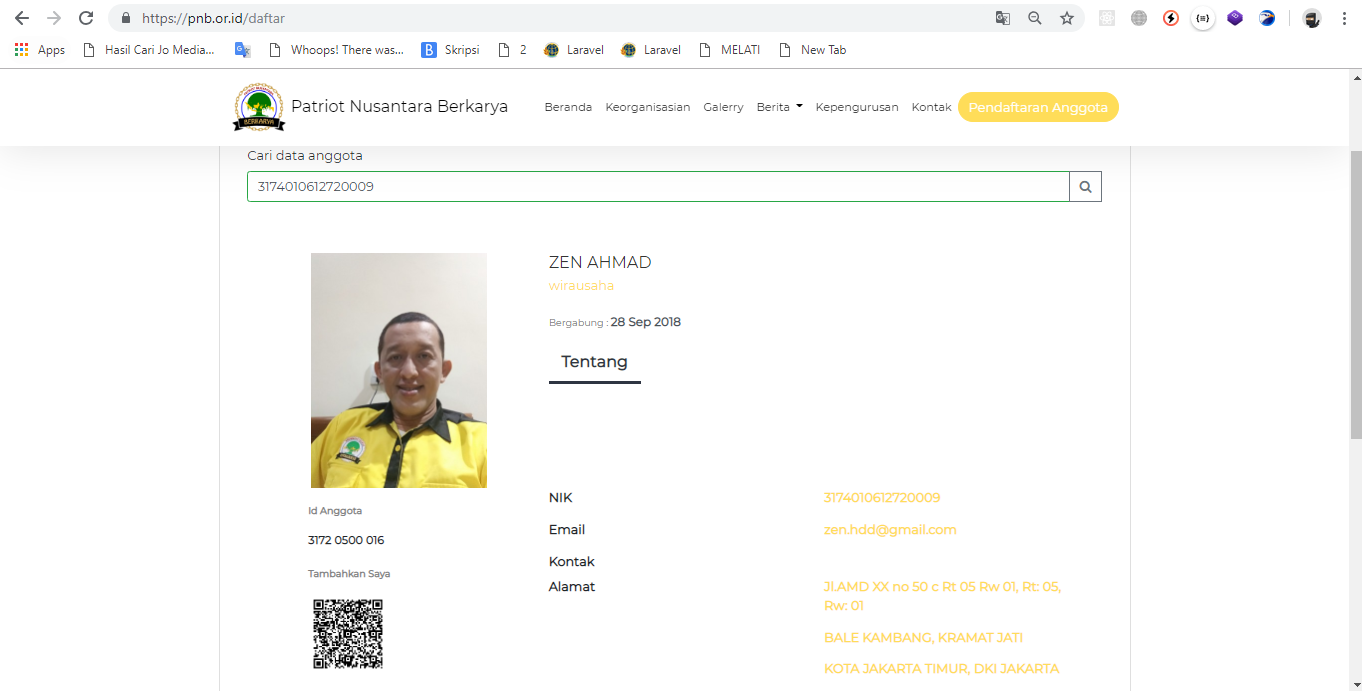 https://pnb.or.id/daftar
Apps Hasil Cari Jo Media... Whoops! There was... Skripsi 2 Laravel Laravel MELATI New Tab
Patriot Nusantara Berkarya Beranda Keorganisasian Galerry Berita Kepengurusan Kontak Pendaftaran Anggota
BERKARYA
Cari data anggota
3174010612720009
ZEN AHMAD
wirausaha
Bergabung : 28 Sep 2018
Tentang
NIK 3174010612720009
Id Anggota
Email zen.hdd@gmail.com
3172 0500 016
Kontak
Tambahkan Saya
Alamat Jl.AMD XX no 50 c Rt 05 Rw 01, Rt: 05,
Rw: 01
BALE KAMBANG, KRAMAT JATI
KOTA JAKARTA TIMUR, DKI JAKARTA